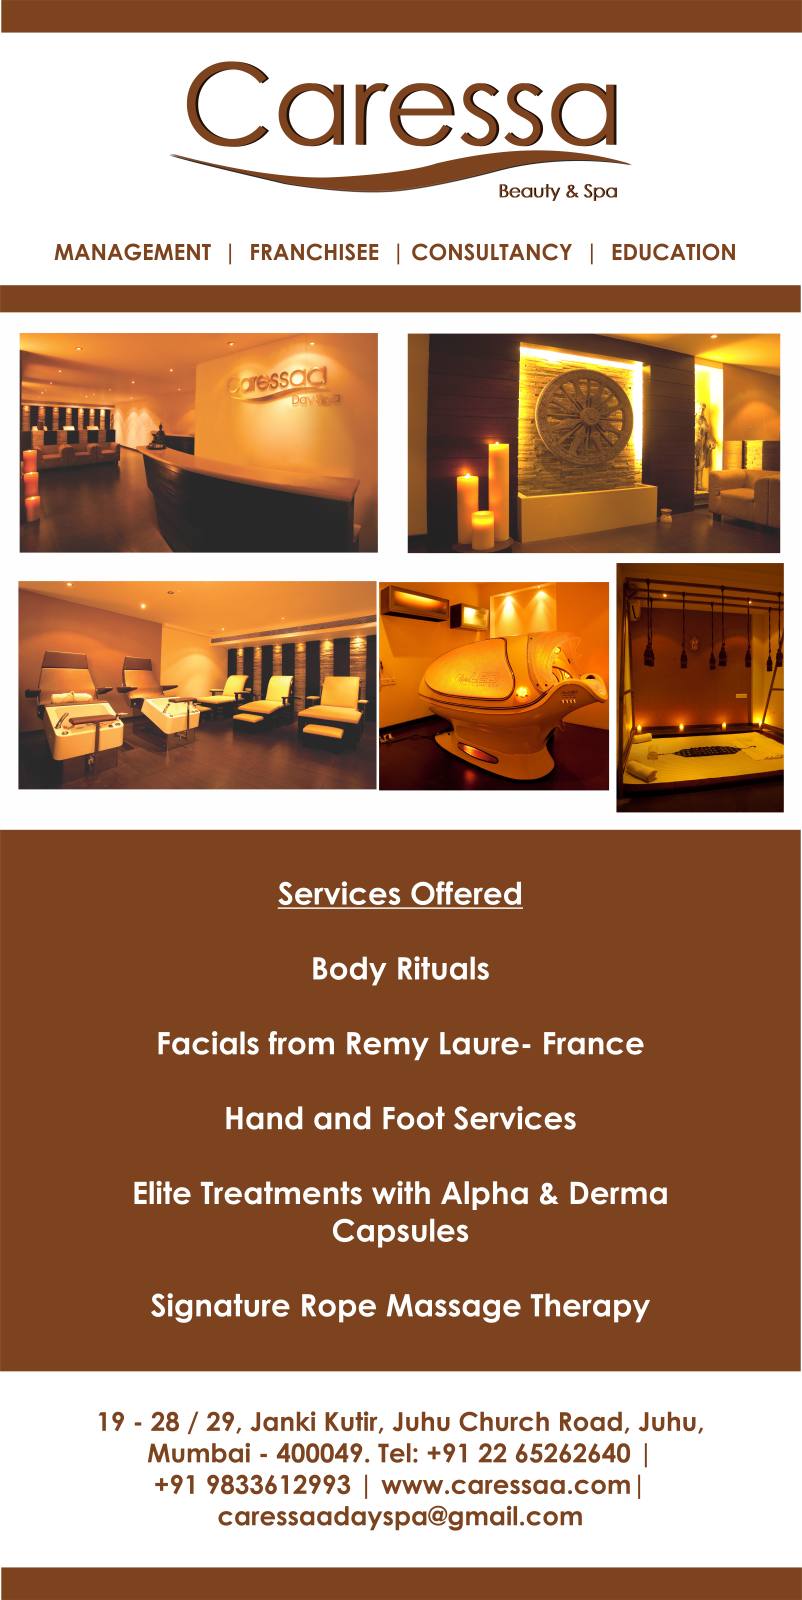 Caressa
Beauty & Spa
MANAGEMENT | FRANCHISEE | CONSULTANCY | EDUCATION
Caressaa
Day Spa
Services Offered
Body Rituals
Facials from Remy Laure- France
Hand and Foot Services
Elite Treatments with Alpha & Derma
Capsules
Signature Rope Massage Therapy
19 - 28 / 29, Janki Kutir, Juhu Church Road, Juhu,
Mumbai - 400049. Tel: +91 22 65262640 |
+91 9833612993 | www.caressaa.com|
caressaadayspa@gmail.com